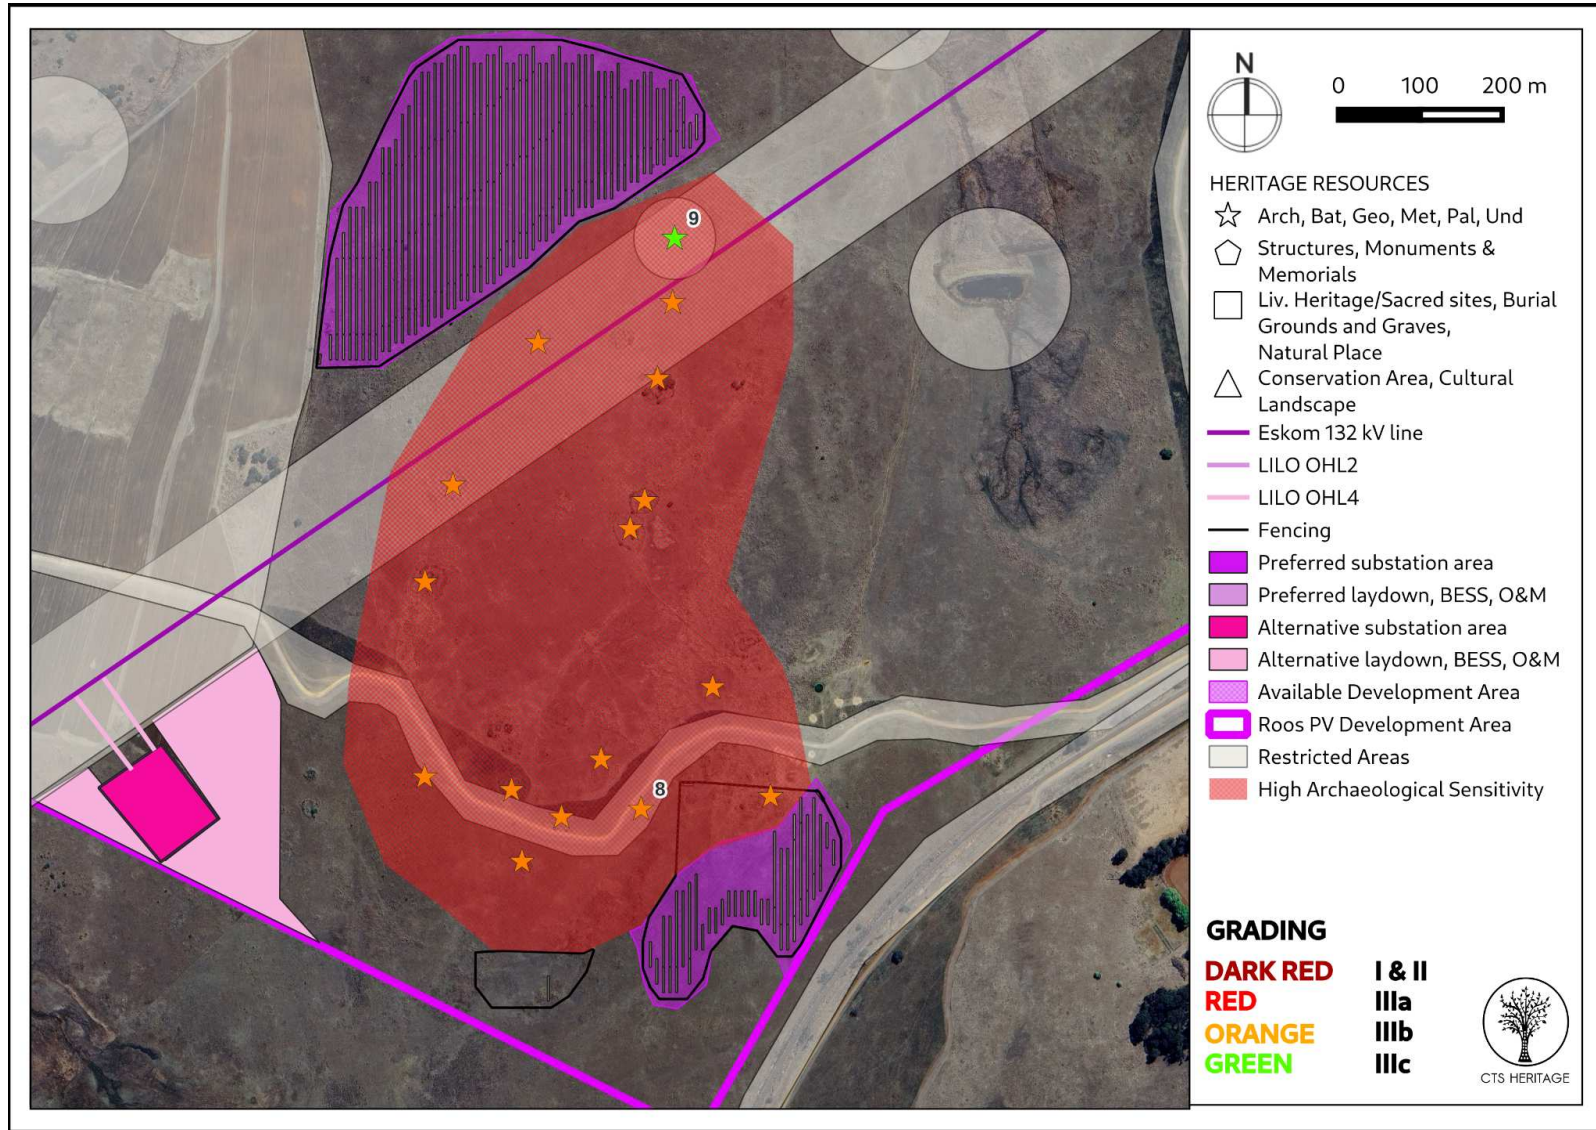 9
8
N
0 100 200 m
HERITAGE RESOURCES
Arch, Bat, Geo, Met, Pal, Und
Structures, Monuments &
Memorials
Liv. Heritage/Sacred sites, Burial
Grounds and Graves,
Natural Place
Conservation Area, Cultural
Landscape
Eskom 132 kV line
LILO OHL2
LILO OHL4
Fencing
Preferred substation area
Preferred laydown, BESS, O&M
Alternative substation area
Alternative laydown, BESS, O&M
Available Development Area
Roos PV Development Area
Restricted Areas
High Archaeological Sensitivity
GRADING
DARK RED I & II
RED IIIa
ORANGE IIIb
GREEN IIIc
CTS HERITAGE